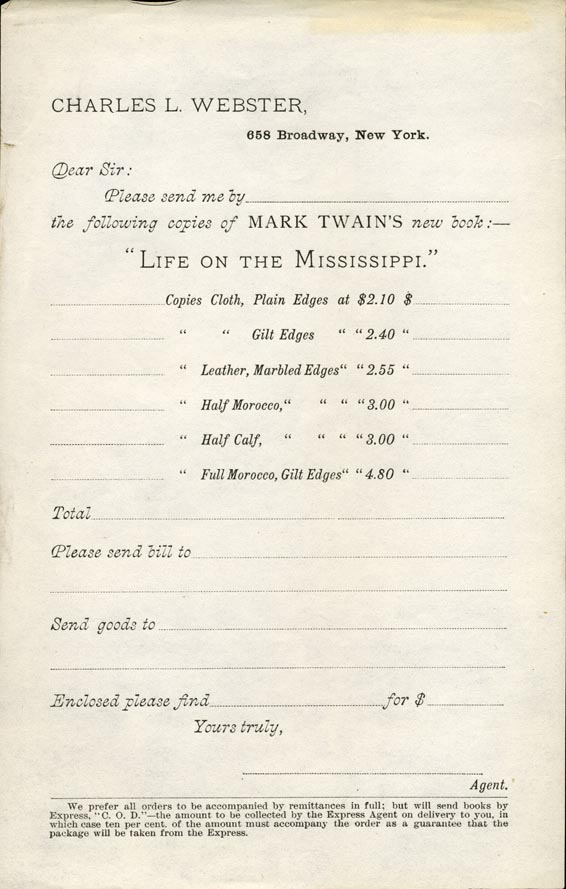 CHARLES L. WEBSTER,
658 Broadway, New York.
Dear Sir:
Please send me by
the following copies of MARK TWAIN'S new book:—
"LIFE ON THE MISSISSIPPI."
Copies Cloth, Plain Edges at $2.10 $
" " Gilt Edges " "2.40 "
" Leather, Marbled Edges" "2.55 "
" Half Morocco," " " "3.00 "
" Half Calf, " " " "3.00 "
" Full Morocco, Gilt Edges" "4.80 "
Total
Please send bill to
Send goods to
Enclosed please find for $
Yours truly,
Agent.
We prefer all orders to be accompanied by remittances in full; but will send books by
Express, "C. O. D."—the amount to be collected by the Express Agent on delivery to you, in
which case ten per cent. of the amount must accompany the order as a guarantee that the
package will be taken from the Express.